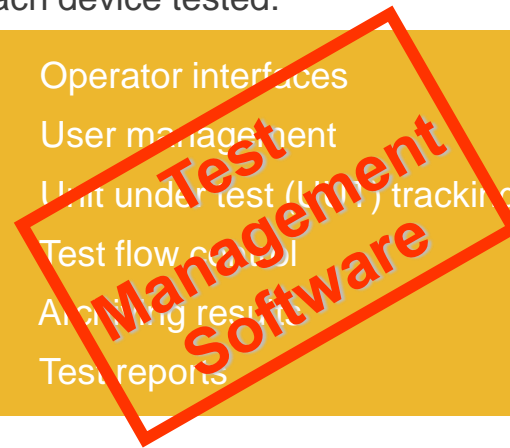 ach device tested:
Operator interfaces
User management
Unit under test (UUT) tracking
Test flow control
Archiving results
Test reports
Test
Management
Software